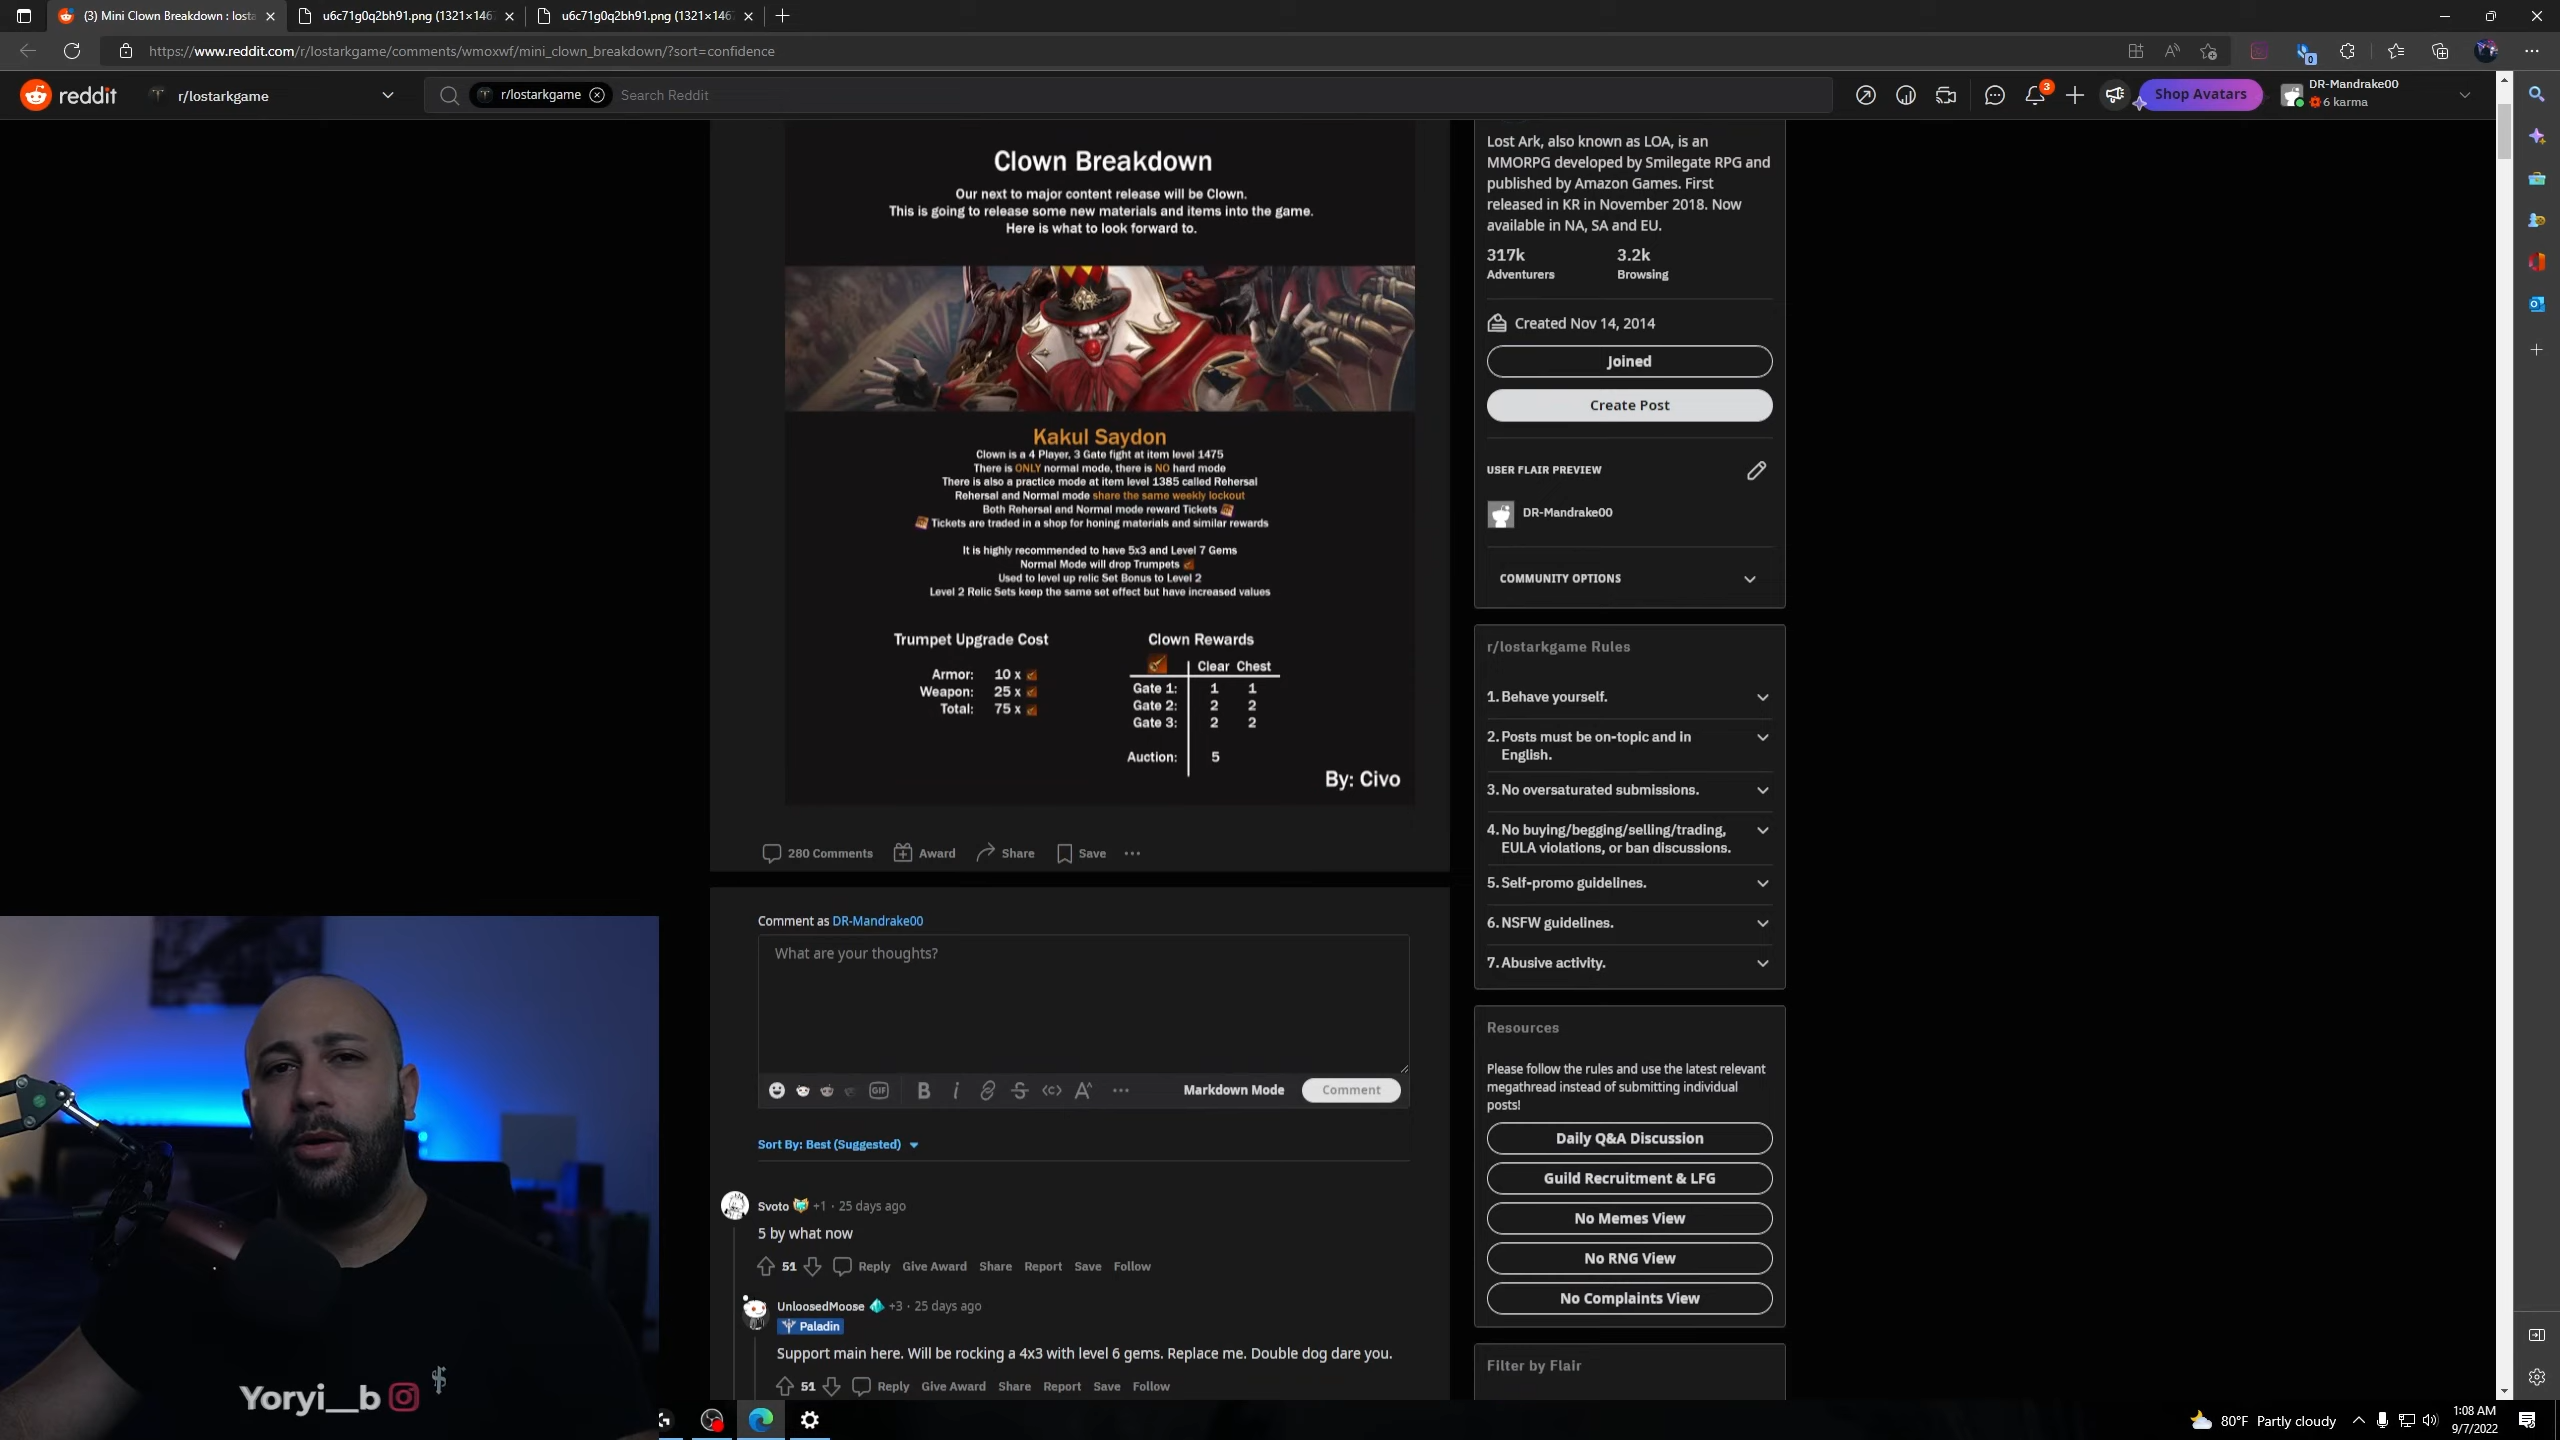 (3) Mini Clown Breakdown : losta
u6c71g0q2bh91.png (1321×146
u6c71g0q2bh91.png (1321×146
https://www.reddit.com/r/lostarkgame/comments/wmoxwf/mini_clown_breakdown/?sort=confidence
reddit
r/lostarkgame
r/lostarkgame
Search Reddit
3
Shop Avatars
DR-Mandrake00
6 karma
Clown Breakdown
Our next to major content release will be Clown.
This is going to release some new materials and items into the game.
Here is what to look forward to.
Kakul Saydon
Clown is a 4 Player, 3 Gate fight at item level 1475
There is ONLY normal mode, there is NO hard mode
There is also a practice mode at item level 1385 called Rehersal
Rehersal and Normal mode share the same weekly lockout
Both Rehersal and Normal mode reward Tickets
Tickets are traded in a shop for honing materials and similar rewards
It is highly recommended to have 5x3 and Level 7 Gems
Normal Mode will drop Trumpets
Used to level up relic Set Bonus to Level 2
Level 2 Relic Sets keep the same set effect but have increased values
Trumpet Upgrade Cost
Armor: 10 x
Weapon: 25 x
Total: 75 x
Clown Rewards
Clear Chest
Gate 1: 1 1
Gate 2: 2 2
Gate 3: 2 2
Auction: 5
By: Civo
280 Comments
Award
Share
Save
Comment as DR-Mandrake00
What are your thoughts?
GIF
Markdown Mode
Comment
Sort By: Best (Suggested)
Svoto +1 · 25 days ago
5 by what now
51 Reply Give Award Share Report Save Follow
UnloosedMoose +3 · 25 days ago
Paladin
Support main here. Will be rocking a 4x3 with level 6 gems. Replace me. Double dog dare you.
51 Reply Give Award Share Report Save Follow
Lost Ark, also known as LOA, is an
MMORPG developed by Smilegate RPG and
published by Amazon Games. First
released in KR in November 2018. Now
available in NA, SA and EU.
317k 3.2k
Adventurers Browsing
Created Nov 14, 2014
Joined
Create Post
USER FLAIR PREVIEW
DR-Mandrake00
COMMUNITY OPTIONS
r/lostarkgame Rules
1. Behave yourself.
2. Posts must be on-topic and in
English.
3. No oversaturated submissions.
4. No buying/begging/selling/trading,
EULA violations, or ban discussions.
5. Self-promo guidelines.
6. NSFW guidelines.
7. Abusive activity.
Resources
Please follow the rules and use the latest relevant
megathread instead of submitting individual
posts!
Daily Q&A Discussion
Guild Recruitment & LFG
No Memes View
No RNG View
No Complaints View
Filter by Flair
Yoryi__b
80°F Partly cloudy
1:08 AM
9/7/2022